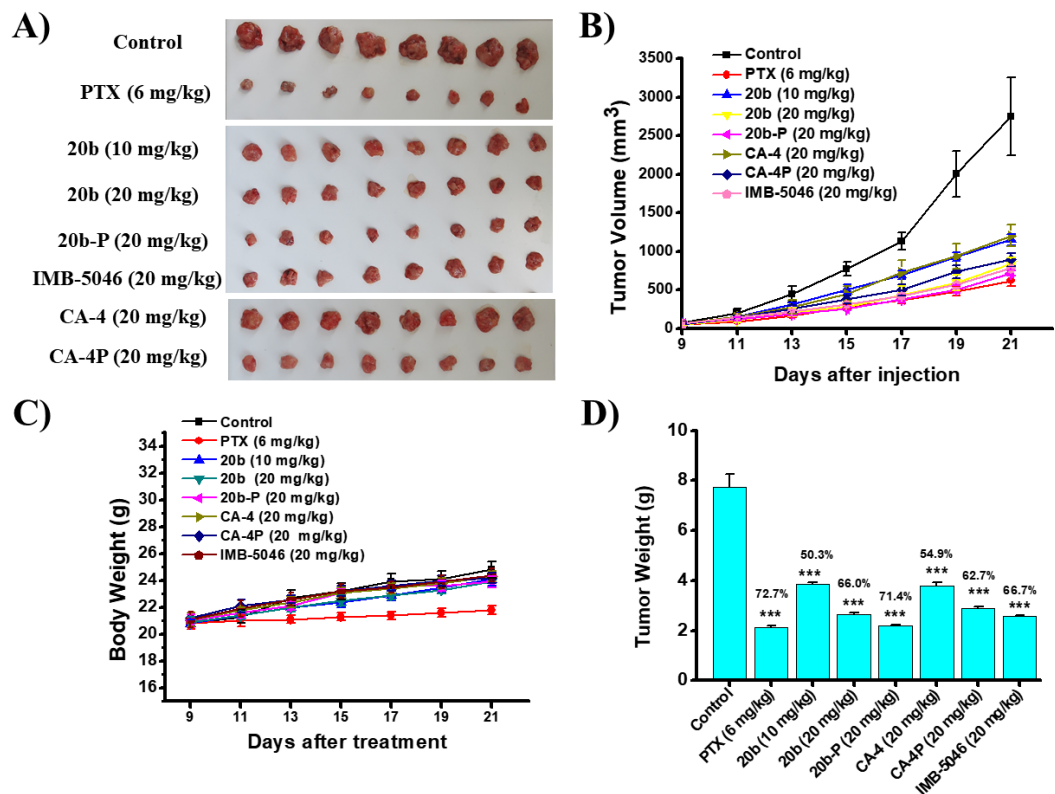 A)
Control
PTX (6 mg/kg)
20b (10 mg/kg)
20b (20 mg/kg)
20b-P (20 mg/kg)
IMB-5046 (20 mg/kg)
CA-4 (20 mg/kg)
CA-4P (20 mg/kg)
B)
Control
PTX (6 mg/kg)
20b (10 mg/kg)
20b (20 mg/kg)
20b-P (20 mg/kg)
CA-4 (20 mg/kg)
CA-4P (20 mg/kg)
IMB-5046 (20 mg/kg)
Tumor Volume (mm³)
3500
3000
2500
2000
1500
1000
500
0
9 11 13 15 17 19 21
Days after injection
C)
Control
PTX (6 mg/kg)
20b (10 mg/kg)
20b (20 mg/kg)
20b-P (20 mg/kg)
CA-4 (20 mg/kg)
CA-4P (20 mg/kg)
IMB-5046 (20 mg/kg)
Body Weight (g)
34
32
30
28
26
24
22
20
18
16
9 11 13 15 17 19 21
Days after treatment
D)
Tumor Weight (g)
10
8
6
4
2
0
72.7%
***
50.3%
***
66.0%
***
71.4%
***
54.9%
***
62.7%
***
66.7%
***
Control
PTX (6 mg/kg)
20b (10 mg/kg)
20b (20 mg/kg)
20b-P (20 mg/kg)
CA-4 (20 mg/kg)
CA-4P (20 mg/kg)
IMB-5046 (20 mg/kg)